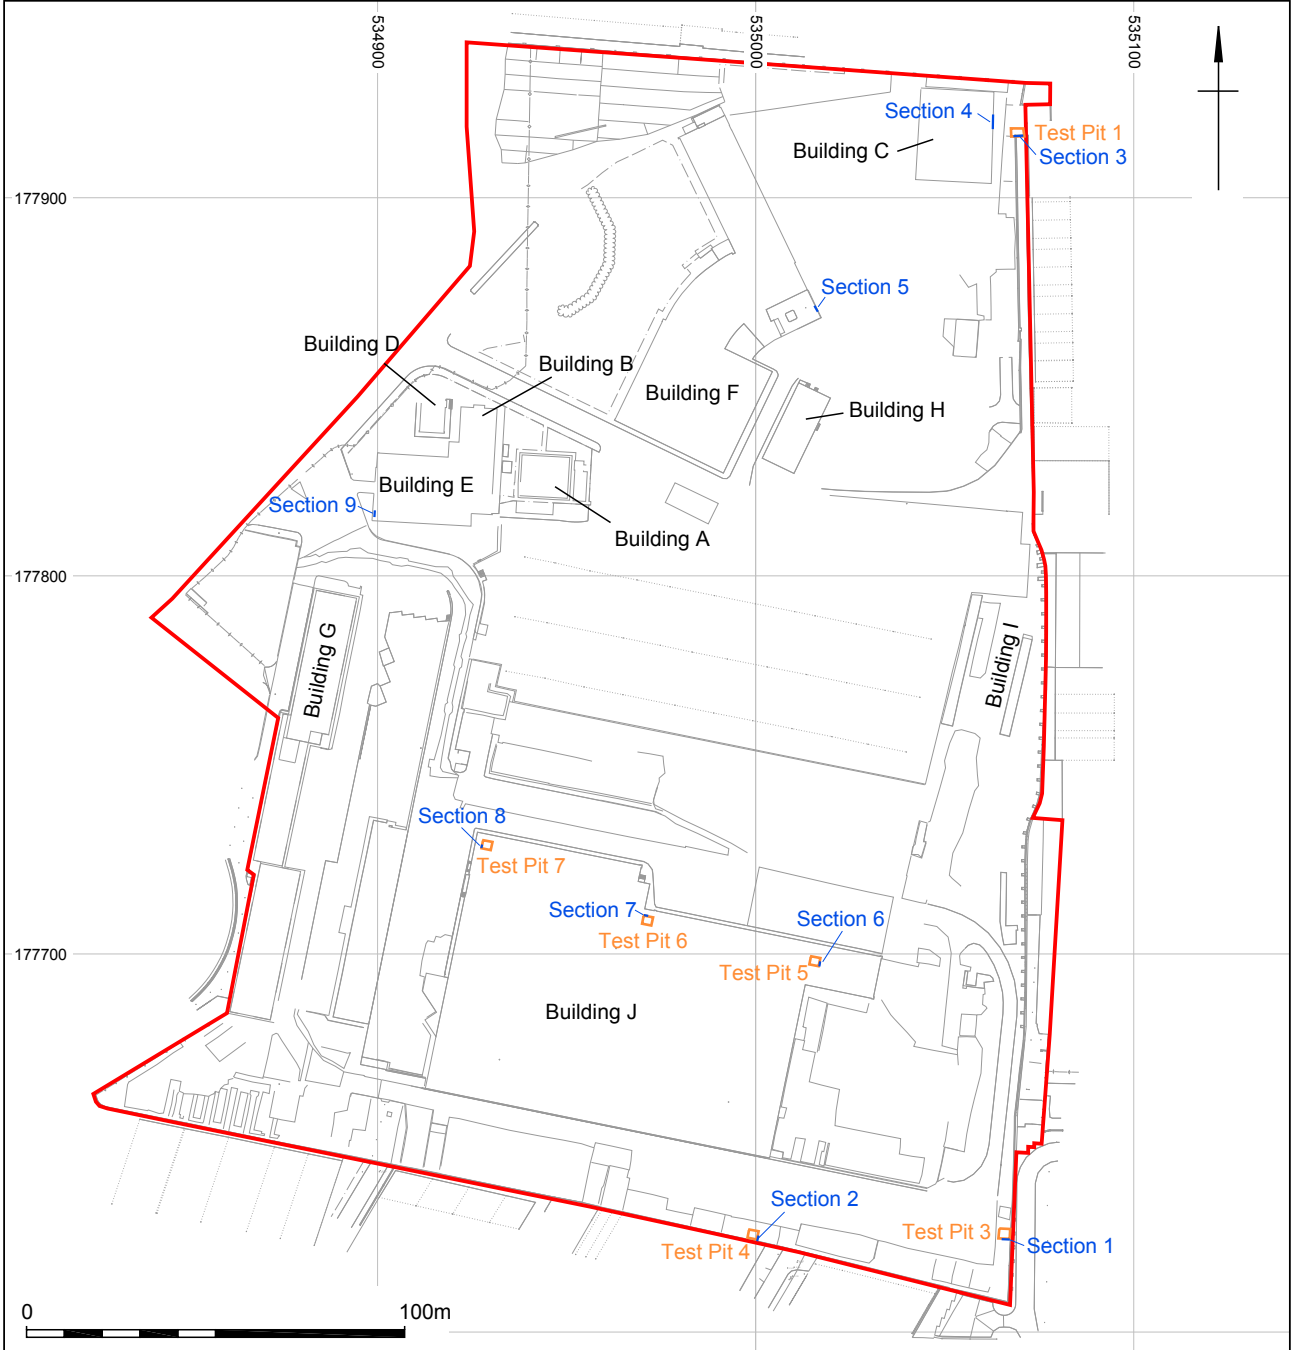 534900
535000
535100
Section 4
Test Pit 1
Building C
Section 3
177900
Section 5
Building D
Building B
Building F
Building H
Building E
Section 9
Building A
177800
Building G
Building I
Section 8
Test Pit 7
Section 7
Section 6
Test Pit 6
177700
Test Pit 5
Building J
Section 2
Test Pit 3
Test Pit 4
Section 1
0
100m